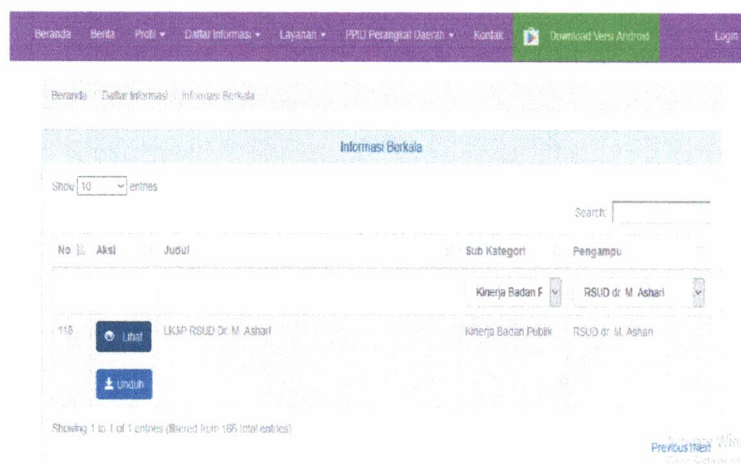 Beranda Berita Profil Daftar Informasi Layanan PPID Perangkat Daerah Kontak Download Versi Android Login
Beranda Daftar Informasi Informasi Berkala
Informasi Berkala
Show 10 entries
Search:
No Aksi Judul Sub Kategori Pengampu
Kinerja Badan P RSUD dr. M. Ashari
115 Lihat LKJIP RSUD Dr. M. Ashari Kinerja Badan Publik RSUD dr. M. Ashari
Unduh
Showing 1 to 1 of 1 entries (filtered from 165 total entries)
Previous 1 Next